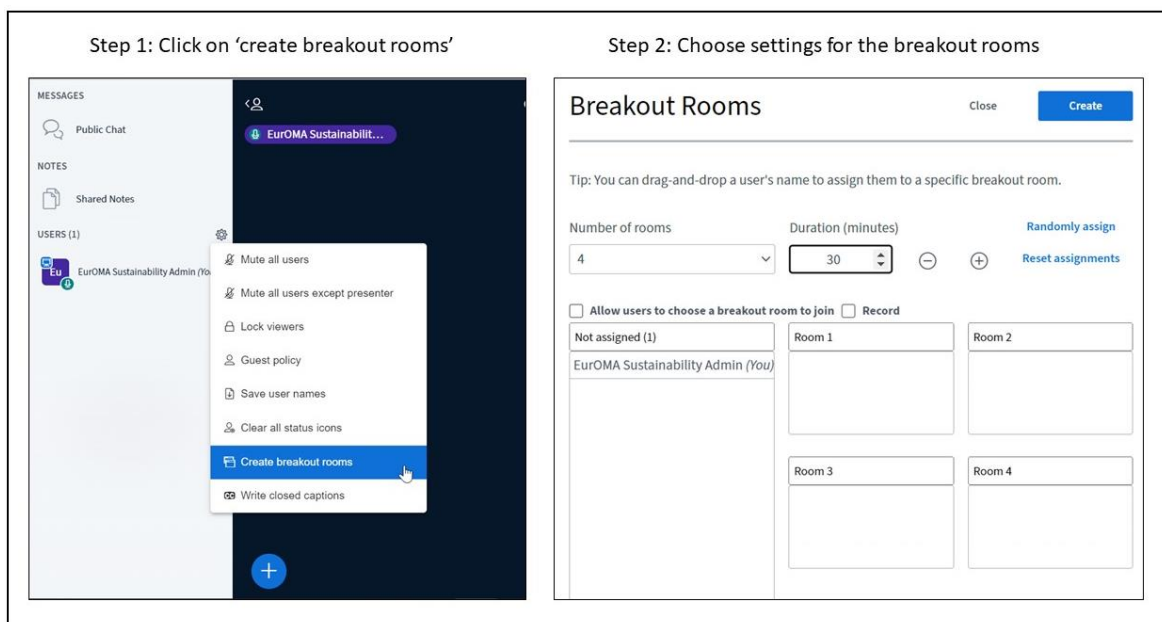 Step 1: Click on ‘create breakout rooms’
MESSAGES
Public Chat
NOTES
Shared Notes
USERS (1)
Eu
EurOMA Sustainability Admin (You
EurOMA Sustainabilit...
Mute all users
Mute all users except presenter
Lock viewers
Guest policy
Save user names
Clear all status icons
Create breakout rooms
CC Write closed captions
Step 2: Choose settings for the breakout rooms
Breakout Rooms
Close
Create
Tip: You can drag-and-drop a user's name to assign them to a specific breakout room.
Number of rooms
Duration (minutes)
Randomly assign
4
30
Reset assignments
Allow users to choose a breakout room to join
Record
Not assigned (1)
EurOMA Sustainability Admin (You)
Room 1
Room 2
Room 3
Room 4